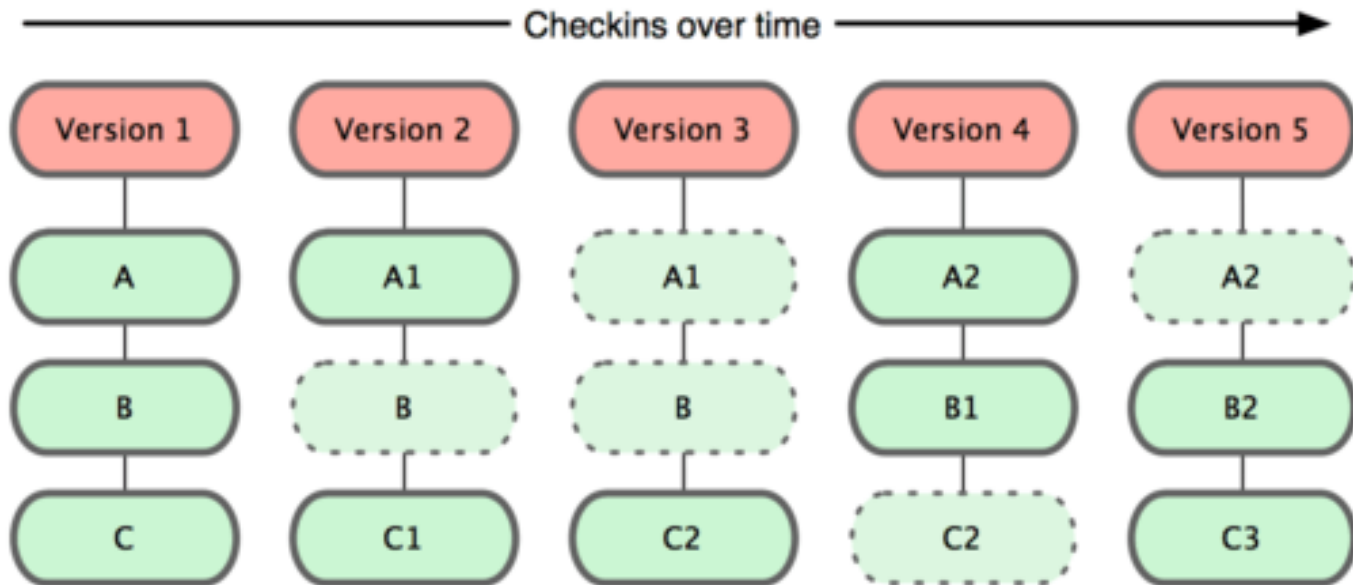 Checkins over time
Version 1 Version 2 Version 3 Version 4 Version 5
A A1 A1 A2 A2
B B B B1 B2
C C1 C2 C2 C3